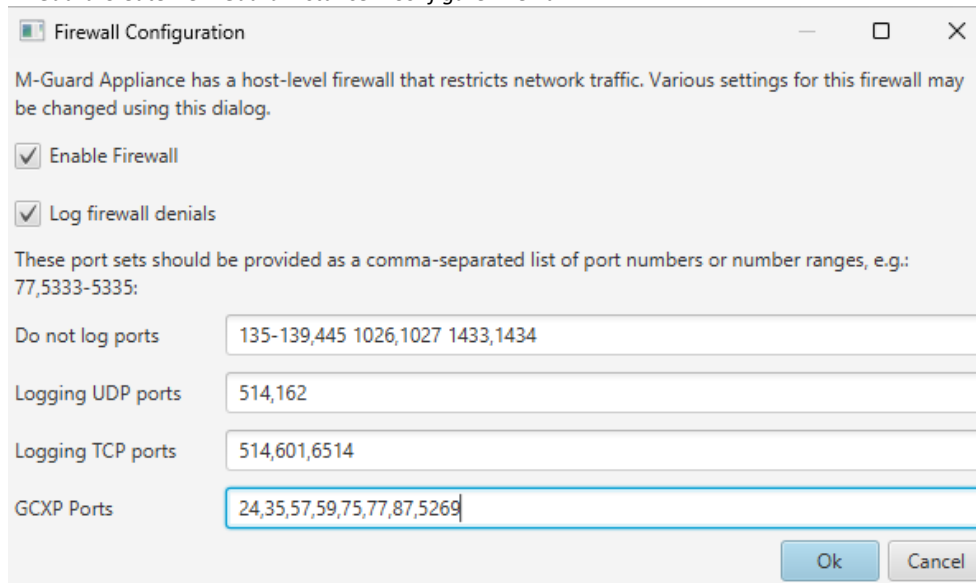 Firewall Configuration
M-Guard Appliance has a host-level firewall that restricts network traffic. Various settings for this firewall may
be changed using this dialog.
Enable Firewall
Log firewall denials
These port sets should be provided as a comma-separated list of port numbers or number ranges, e.g.:
77,5333-5335:
Do not log ports 135-139,445 1026,1027 1433,1434
Logging UDP ports 514,162
Logging TCP ports 514,601,6514
GCXP Ports 24,35,57,59,75,77,87,5269
Ok Cancel